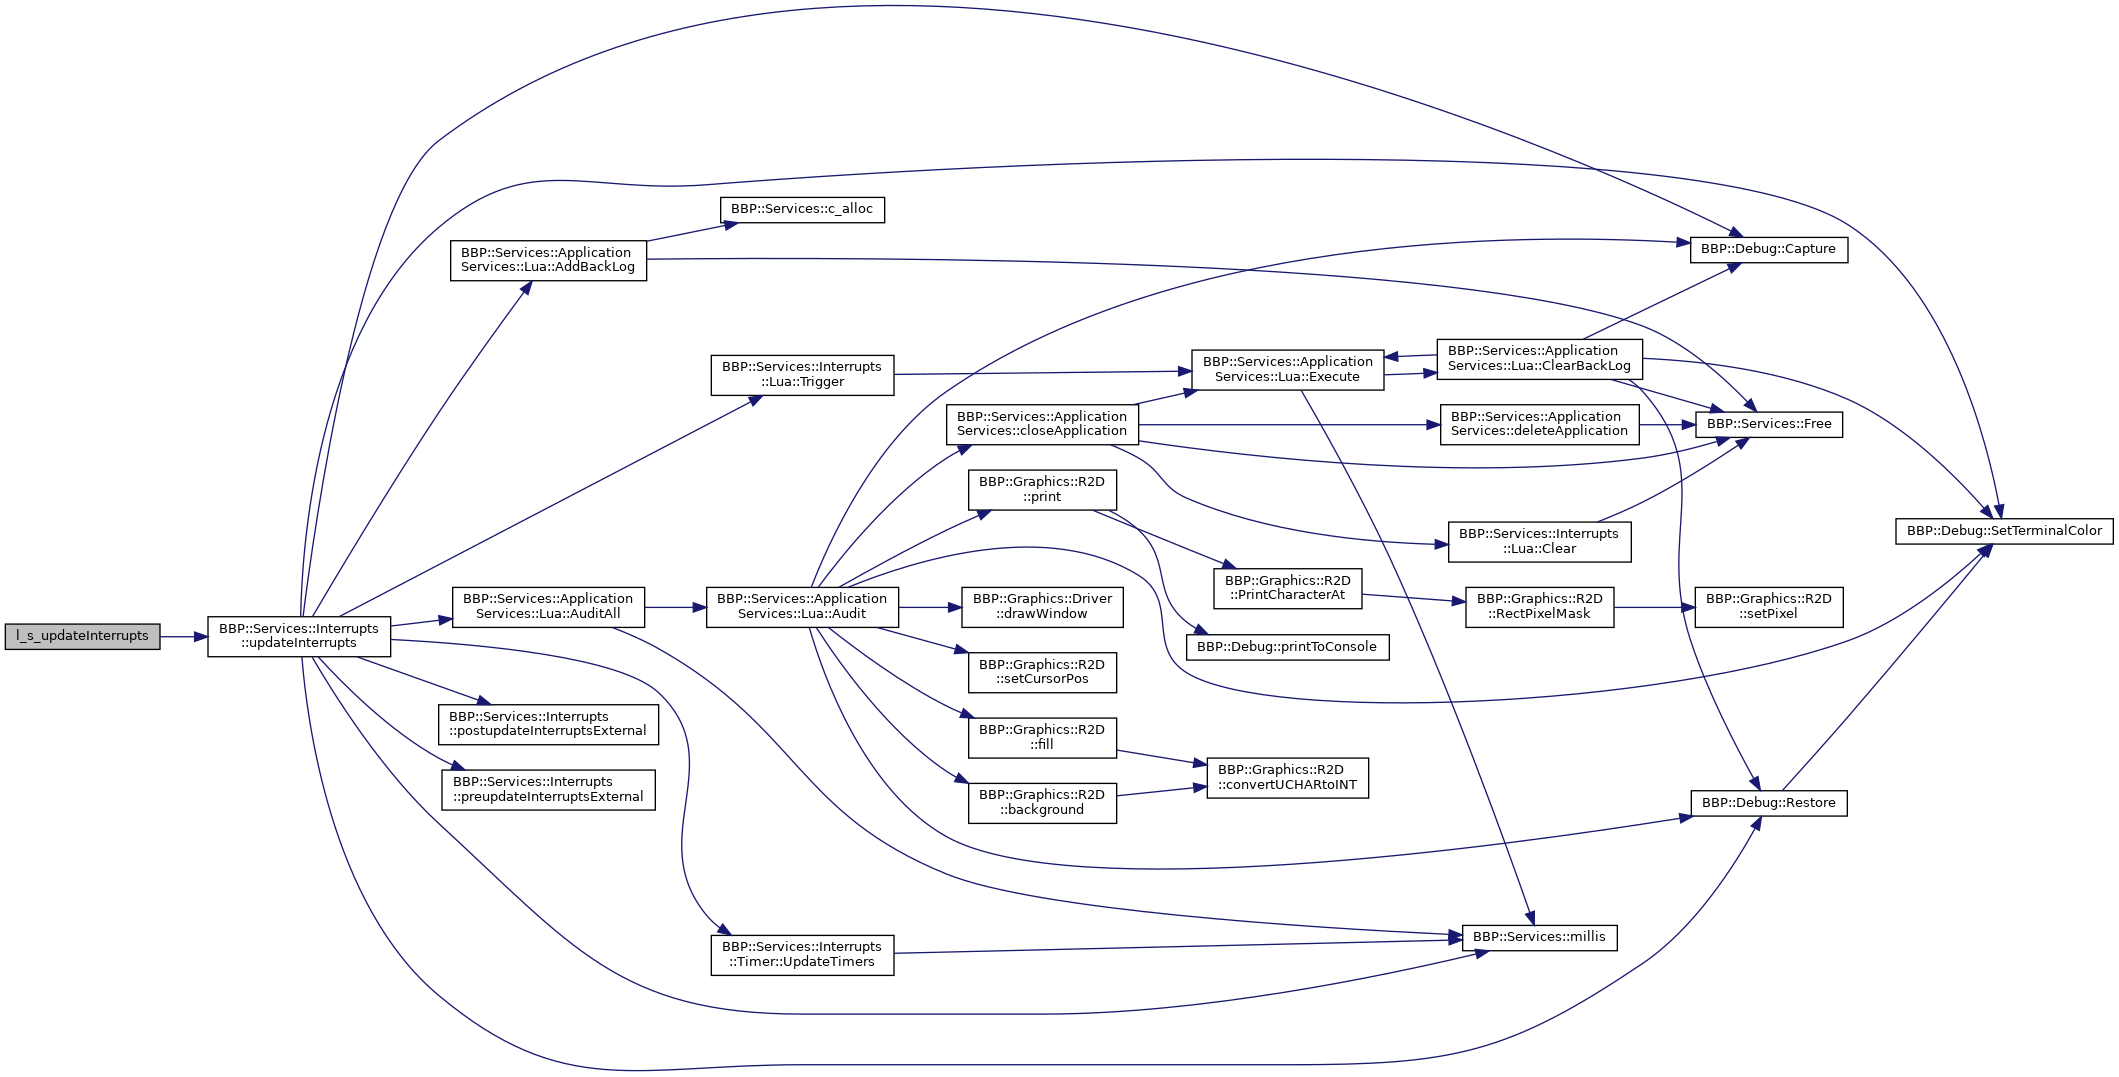 l_s_updateInterrupts
BBP::Services::Interrupts
::updateInterrupts
BBP::Services::Application
Services::Lua::AddBackLog
BBP::Services::c_alloc
BBP::Services::Interrupts
::Lua::Trigger
BBP::Services::Application
Services::Lua::AuditAll
BBP::Services::Interrupts
::postupdateInterruptsExternal
BBP::Services::Interrupts
::preupdateInterruptsExternal
BBP::Services::Application
Services::Lua::Audit
BBP::Services::Interrupts
::Timer::UpdateTimers
BBP::Services::Application
Services::closeApplication
BBP::Graphics::R2D
::print
BBP::Graphics::Driver
::drawWindow
BBP::Graphics::R2D
::setCursorPos
BBP::Graphics::R2D
::fill
BBP::Graphics::R2D
::background
BBP::Services::Application
Services::Lua::Execute
BBP::Graphics::R2D
::PrintCharacterAt
BBP::Debug::printToConsole
BBP::Graphics::R2D
::convertUCHARtoINT
BBP::Services::Application
Services::Lua::ClearBackLog
BBP::Services::Application
Services::deleteApplication
BBP::Services::Interrupts
::Lua::Clear
BBP::Graphics::R2D
::RectPixelMask
BBP::Services::millis
BBP::Debug::Capture
BBP::Services::Free
BBP::Graphics::R2D
::setPixel
BBP::Debug::Restore
BBP::Debug::SetTerminalColor